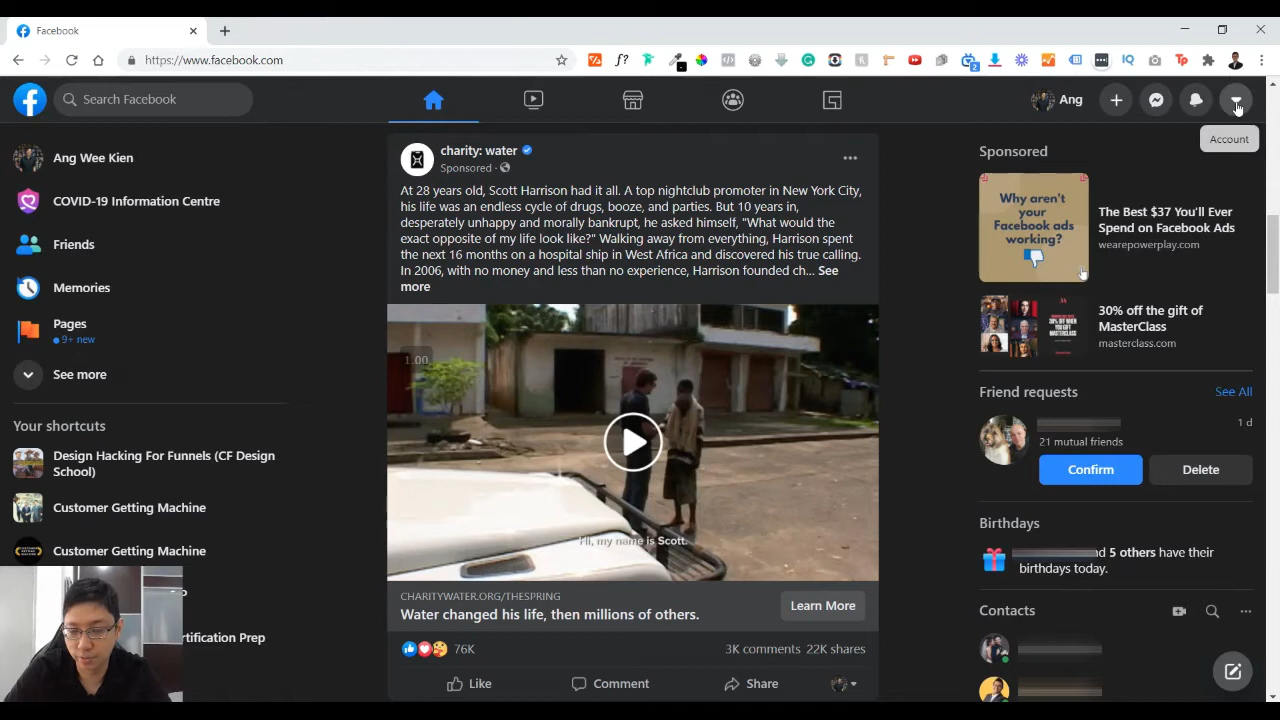 Facebook
https://www.facebook.com
Search Facebook
Ang
Account
Ang Wee Kien
COVID-19 Information Centre
Friends
Memories
Pages
9+ new
See more
Your shortcuts
Design Hacking For Funnels (CF Design
School)
Customer Getting Machine
Customer Getting Machine
ertification Prep
charity: water
Sponsored
At 28 years old, Scott Harrison had it all. A top nightclub promoter in New York City,
his life was an endless cycle of drugs, booze, and parties. But 10 years in,
desperately unhappy and morally bankrupt, he asked himself, "What would the
exact opposite of my life look like?" Walking away from everything, Harrison spent
the next 16 months on a hospital ship in West Africa and discovered his true calling.
In 2006, with no money and less than no experience, Harrison founded ch... See
more
1.00
Hi, my name is Scott.
CHARITYWATER.ORG/THESPRING
Water changed his life, then millions of others.
Learn More
76K
3K comments 22K shares
Like
Comment
Share
Sponsored
Why aren't
your
Facebook ads
working?
The Best $37 You'll Ever
Spend on Facebook Ads
wearepowerplay.com
30% off the gift of
MasterClass
masterclass.com
Friend requests
See All
1 d
21 mutual friends
Confirm
Delete
Birthdays
d 5 others have their
birthdays today.
Contacts